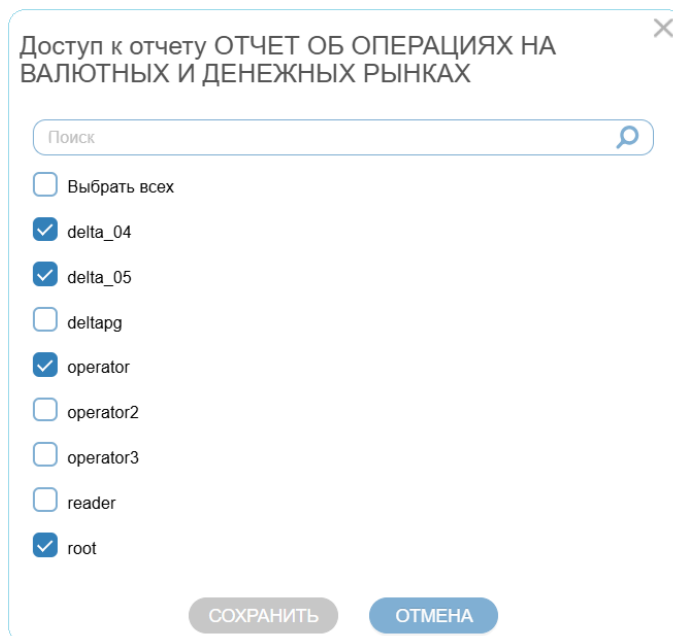 Доступ к отчету ОТЧЕТ ОБ ОПЕРАЦИЯХ НА
ВАЛЮТНЫХ И ДЕНЕЖНЫХ РЫНКАХ
Поиск
Выбрать всех
delta_04
delta_05
deltapg
operator
operator2
operator3
reader
root
СОХРАНИТЬ ОТМЕНА